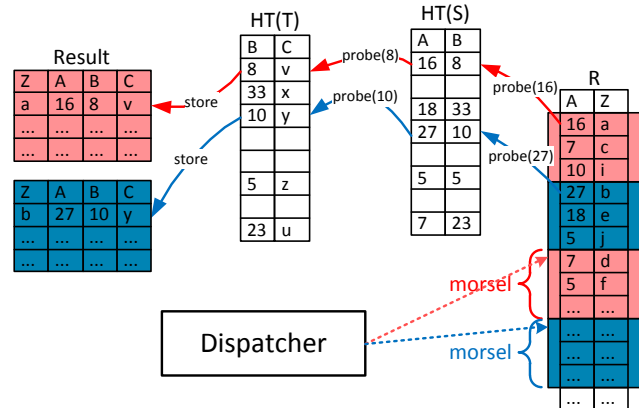 Result
Z A B C
a 16 8 v
... ... ... ...
... ... ... ...
Z A B C
b 27 10 y
... ... ... ...
... ... ... ...
store
store
HT(T)
B C
8 v
33 x
10 y
5 z
23 u
probe(8)
probe(10)
HT(S)
A B
16 8
18 33
27 10
5 5
7 23
probe(16)
probe(27)
R
A Z
16 a
7 c
10 i
27 b
18 e
5 j
7 d
5 f
... ...
... ...
... ...
... ...
... ...
morsel
morsel
Dispatcher